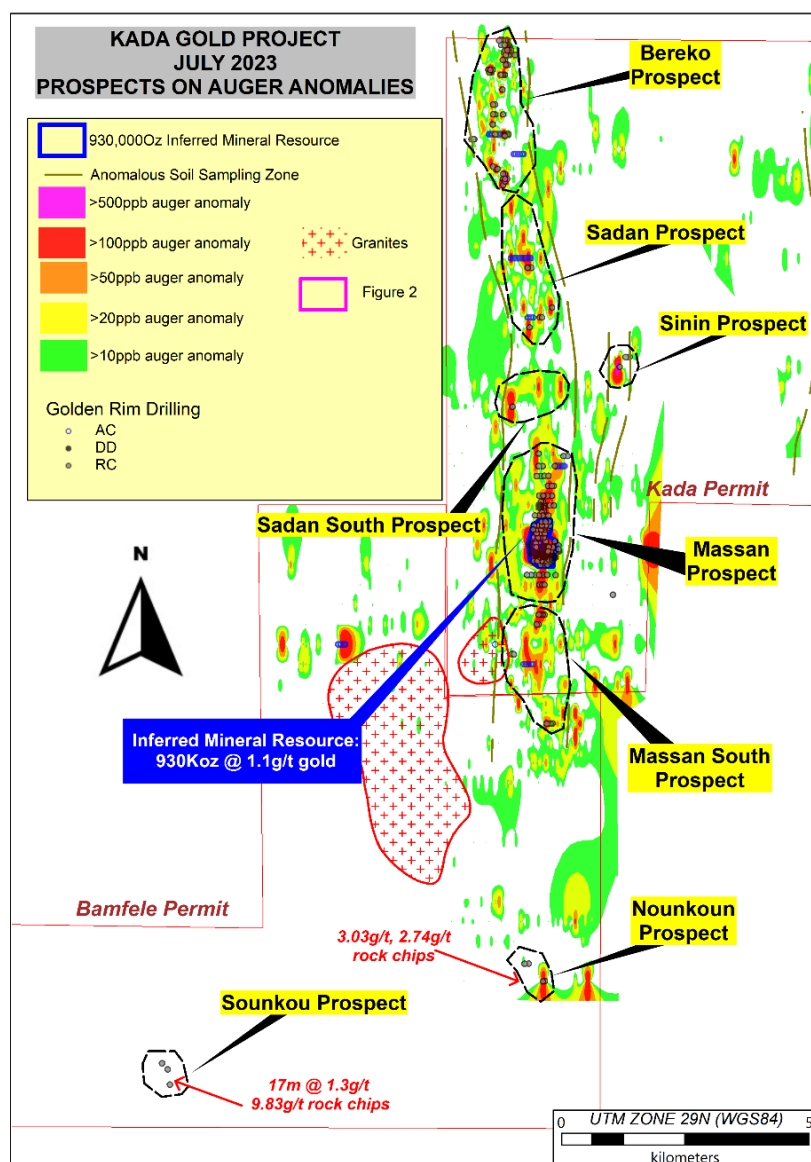 KADA GOLD PROJECT
JULY 2023
PROSPECTS ON AUGER ANOMALIES
930,000Oz Inferred Mineral Resource
Anomalous Soil Sampling Zone
>500ppb auger anomaly
>100ppb auger anomaly
>50ppb auger anomaly
>20ppb auger anomaly
>10ppb auger anomaly
Granites
Figure 2
Golden Rim Drilling
AC
DD
RC
Bereko
Prospect
Sadan Prospect
Sinin Prospect
Kada Permit
Sadan South Prospect
Massan
Prospect
N
Inferred Mineral Resource:
930Koz @ 1.1g/t gold
Massan South
Prospect
Bamfele Permit
Nounkoun
Prospect
3.03g/t, 2.74g/t
rock chips
Sounkou Prospect
17m @ 1.3g/t
9.83g/t rock chips
UTM ZONE 29N (WGS84)
0 5
kilometers